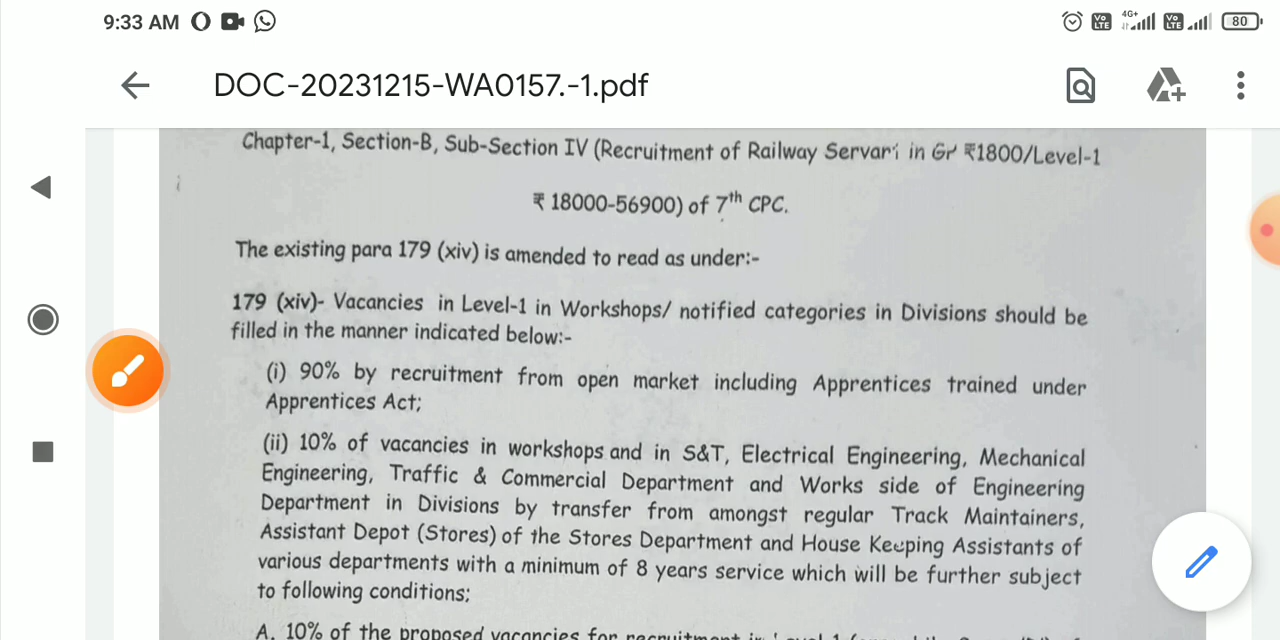 9:33 AM
4G+
Vo LTE
Vo LTE
80
DOC-20231215-WA0157.-1.pdf
Chapter-1, Section-B, Sub-Section IV (Recruitment of Railway in ₹1800/Level-1
₹ 18000-56900) of 7th CPC.
The existing para 179 (xiv) is amended to read as under:-
179 (xiv)- Vacancies in Level-1 in Workshops/ notified categories in Divisions should be
filled in the manner indicated below:-
(i) 90% by recruitment from open market including Apprentices trained under
Apprentices Act;
(ii) 10% of vacancies in workshops and in S&T, Electrical Engineering, Mechanical
Engineering, Traffic & Commercial Department and Works side of Engineering
Department in Divisions by transfer from amongst regular Track Maintainers,
Assistant Depot (Stores) of the Stores Department and House Keeping Assistants of
various departments with a minimum of 8 years service which will be further subject
to following conditions;
A. 10% of the proposed vacancies for recruitment